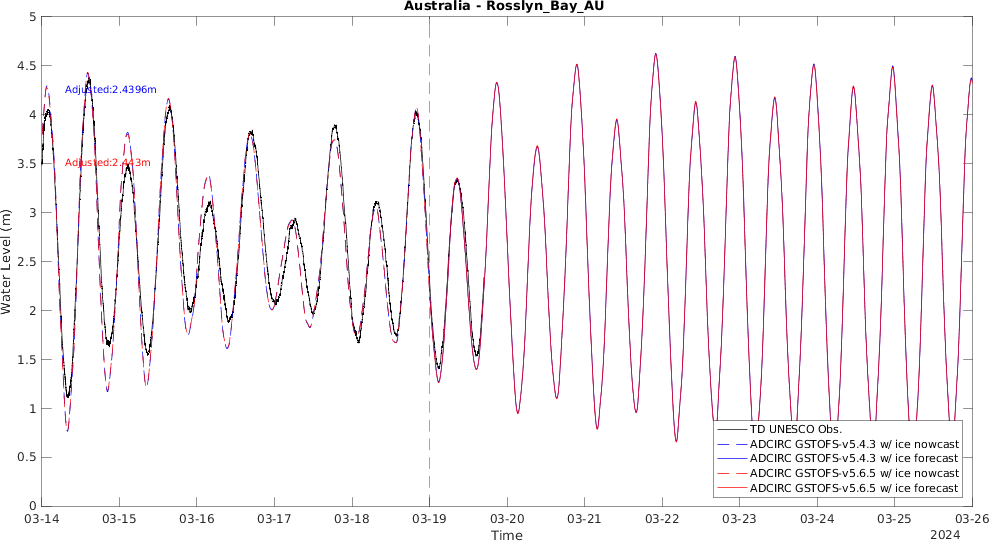 Australia - Rosslyn_Bay_AU
Water Level (m)
5
4.5
4
3.5
3
2.5
2
1.5
1
0.5
0
Adjusted:2.4396m
Adjusted:2.443m
TD UNESCO Obs.
ADCIRC GSTOFS-v5.4.3 w/ ice nowcast
ADCIRC GSTOFS-v5.4.3 w/ ice forecast
ADCIRC GSTOFS-v5.6.5 w/ ice nowcast
ADCIRC GSTOFS-v5.6.5 w/ ice forecast
03-14 03-15 03-16 03-17 03-18 03-19 03-20 03-21 03-22 03-23 03-24 03-25 03-26
Time
2024